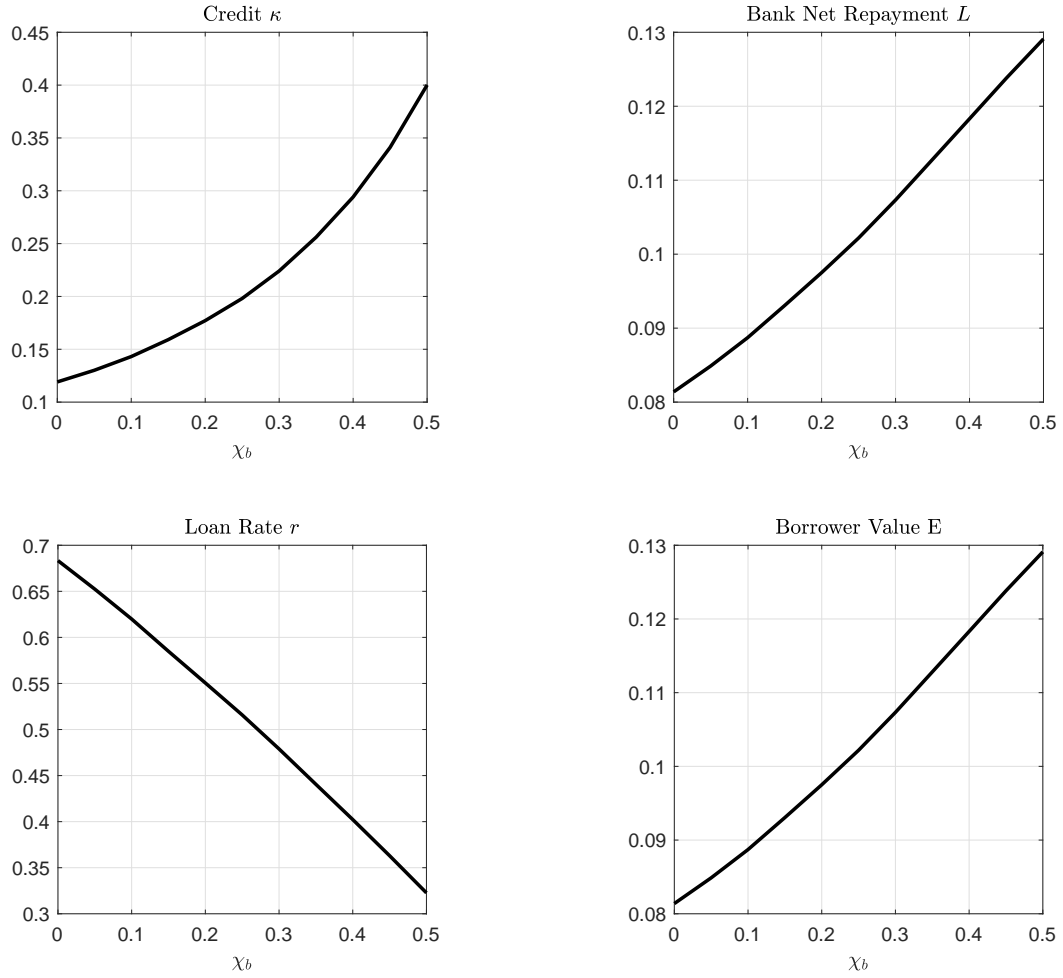 Credit κ
0.45
0.4
0.35
0.3
0.25
0.2
0.15
0.1
0 0.1 0.2 0.3 0.4 0.5
χb
Bank Net Repayment L
0.13
0.12
0.11
0.1
0.09
0.08
0 0.1 0.2 0.3 0.4 0.5
χb
Loan Rate r
0.7
0.65
0.6
0.55
0.5
0.45
0.4
0.35
0.3
0 0.1 0.2 0.3 0.4 0.5
χb
Borrower Value E
0.13
0.12
0.11
0.1
0.09
0.08
0 0.1 0.2 0.3 0.4 0.5
χb